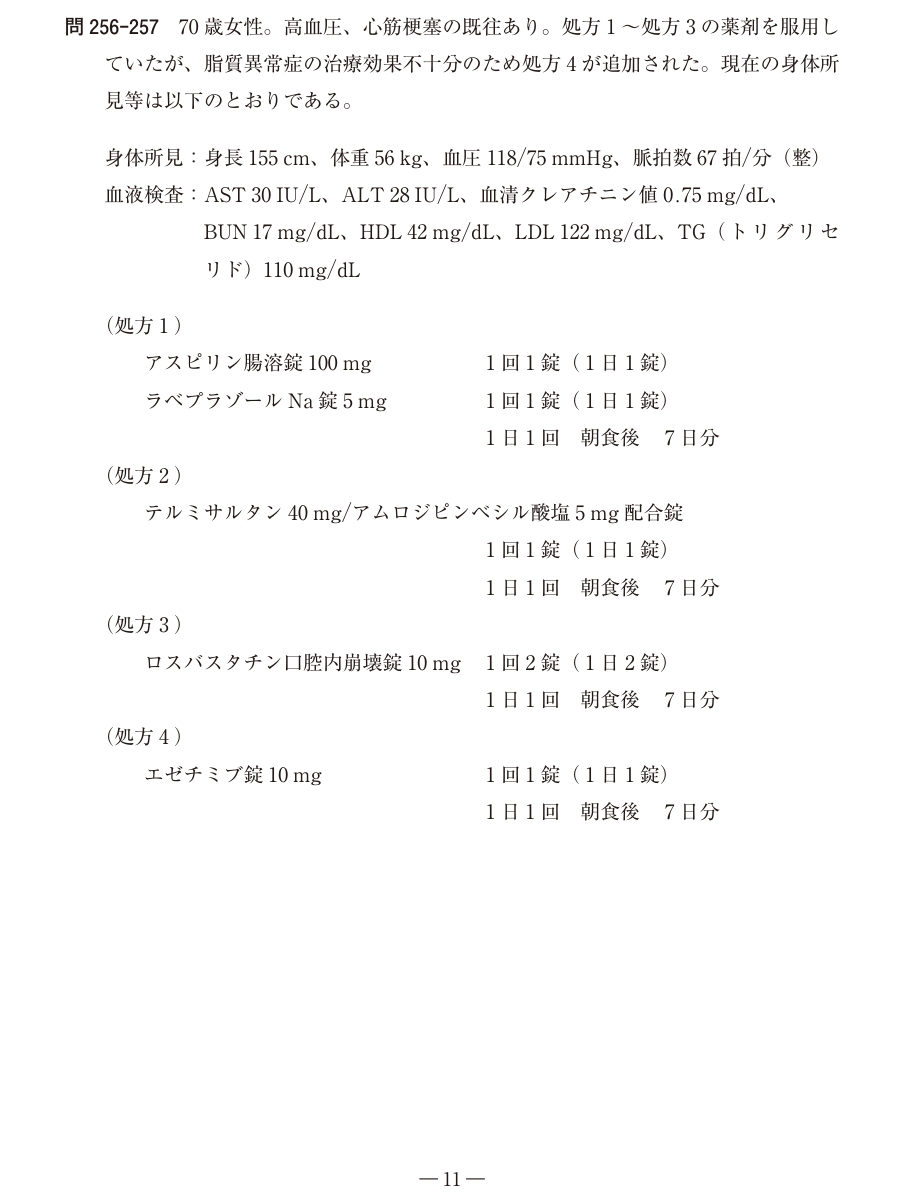 問 256-257 70 歳女性。高血圧、心筋梗塞の既往あり。処方 1 ～処方 3 の薬剤を服用し
ていたが、脂質異常症の治療効果不十分のため処方 4 が追加された。現在の身体所
見等は以下のとおりである。
身体所見：身長 155 cm、体重 56 kg、血圧 118/75 mmHg、脈拍数 67 拍/分（整）
血液検査：AST 30 IU/L、ALT 28 IU/L、血清クレアチニン値 0.75 mg/dL、
BUN 17 mg/dL、HDL 42 mg/dL、LDL 122 mg/dL、TG（トリグリセ
リド）110 mg/dL
（処方 1 ）
アスピリン腸溶錠 100 mg 1 回 1 錠（ 1 日 1 錠）
ラベプラゾール Na 錠 5 mg 1 回 1 錠（ 1 日 1 錠）
1 日 1 回 朝食後 7 日分
（処方 2 ）
テルミサルタン 40 mg/アムロジピンベシル酸塩 5 mg 配合錠
1 回 1 錠（ 1 日 1 錠）
1 日 1 回 朝食後 7 日分
（処方 3 ）
ロスバスタチン口腔内崩壊錠 10 mg 1 回 2 錠（ 1 日 2 錠）
1 日 1 回 朝食後 7 日分
（処方 4 ）
エゼチミブ錠 10 mg 1 回 1 錠（ 1 日 1 錠）
1 日 1 回 朝食後 7 日分
― 11 ―